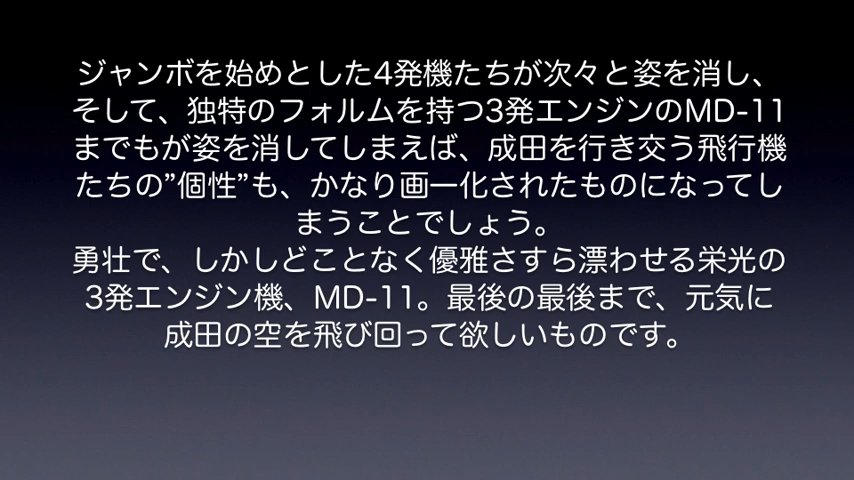 ジャンボを始めとした4発機たちが次々と姿を消し、
そして、独特のフォルムを持つ3発エンジンのMD-11
までもが姿を消してしまえば、成田を行き交う飛行機
たちの”個性”も、かなり画一化されたものになってし
まうことでしょう。
勇壮で、しかしどことなく優雅さすら漂わせる栄光の
3発エンジン機、MD-11。最後の最後まで、元気に
成田の空を飛び回って欲しいものです。